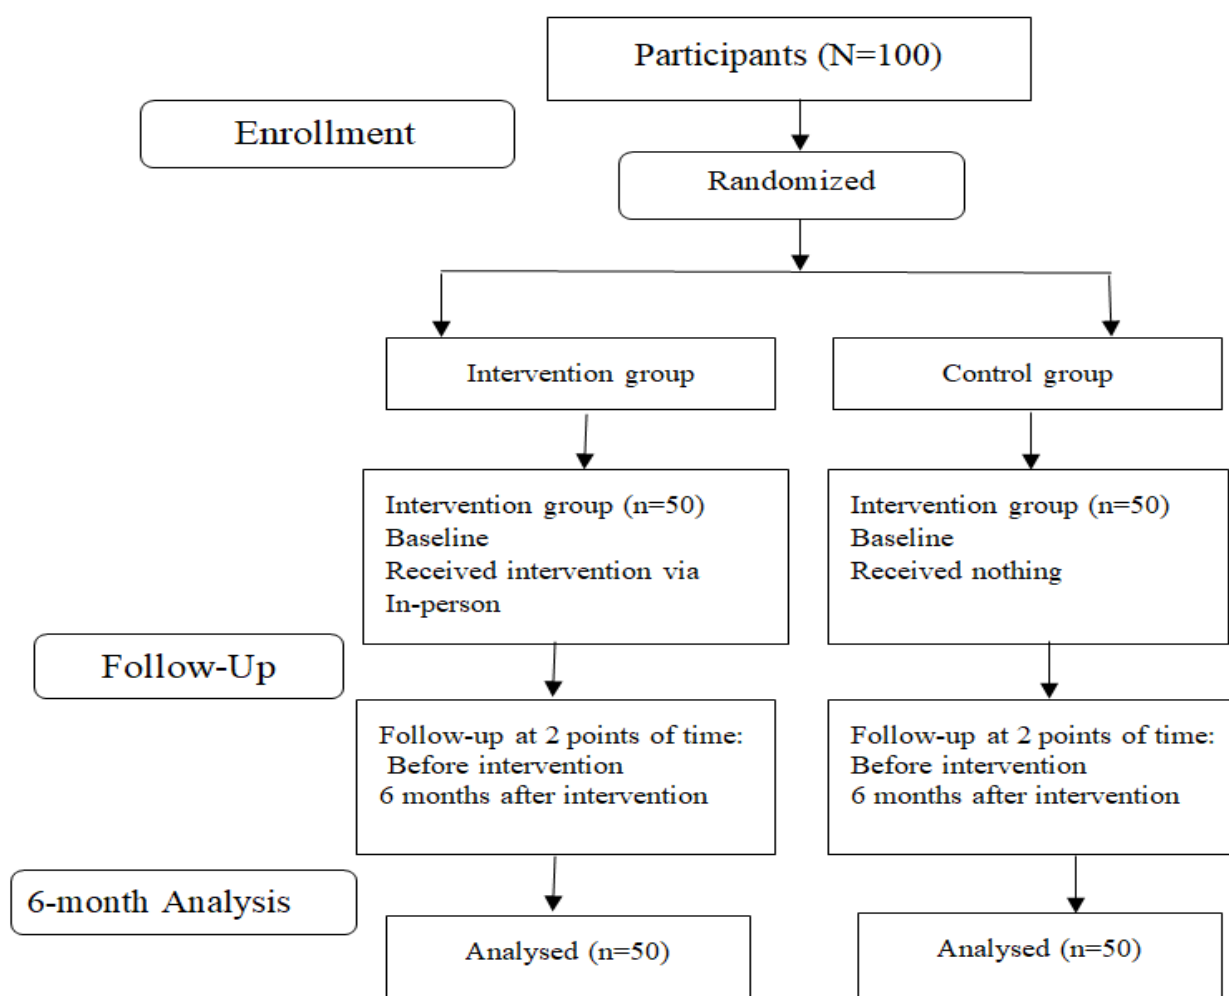 Participants (N=100)
Enrollment
Randomized
Intervention group
Control group
Intervention group (n=50)
Baseline
Received intervention via
In-person
Intervention group (n=50)
Baseline
Received nothing
Follow-Up
Follow-up at 2 points of time:
Before intervention
6 months after intervention
Follow-up at 2 points of time:
Before intervention
6 months after intervention
6-month Analysis
Analysed (n=50)
Analysed (n=50)